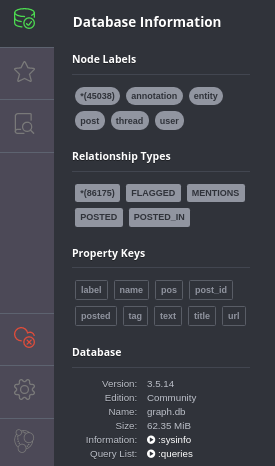 Database Information
Node Labels
*(45038) annotation entity
post thread user
Relationship Types
*(86175) FLAGGED MENTIONS
POSTED POSTED_IN
Property Keys
label name pos post_id
posted tag text title url
Database
Version: 3.5.14
Edition: Community
Name: graph.db
Size: 62.35 MiB
Information: :sysinfo
Query List: :queries